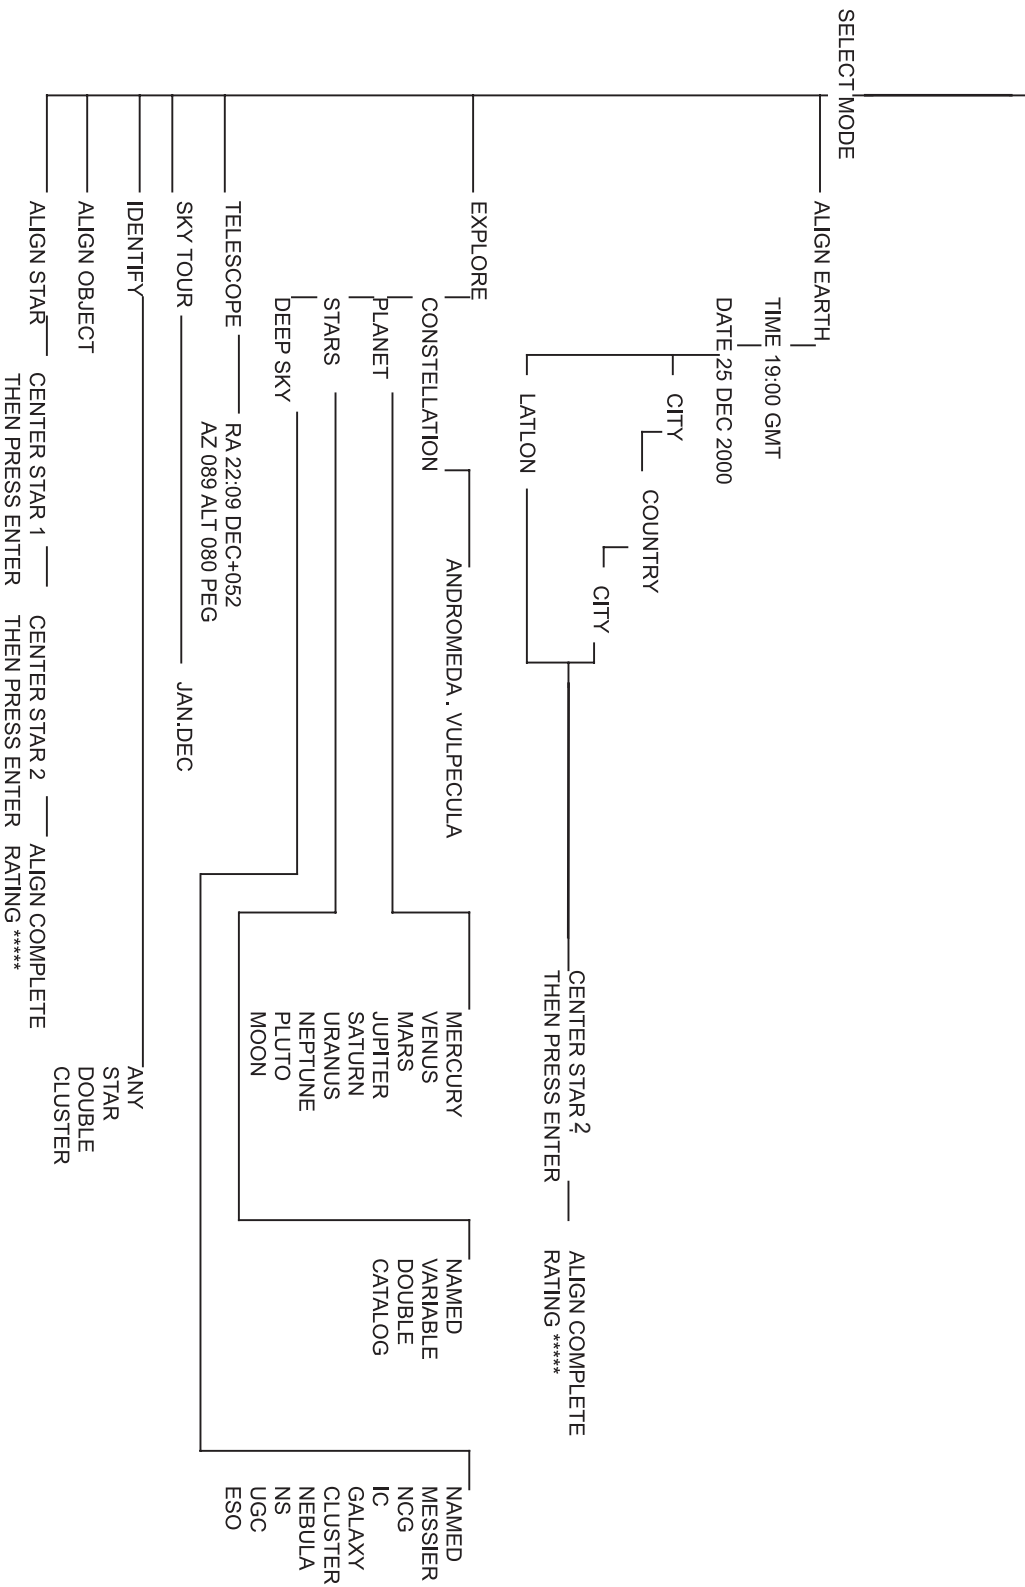 SELECT MODE
ALIGN EARTH
TIME 19:00 GMT
DATE 25 DEC 2000
CITY
COUNTRY
CITY
LATLON
CENTER STAR 2
THEN PRESS ENTER
ALIGN COMPLETE
RATING *****
EXPLORE
CONSTELLATION
ANDROMEDA . VULPECULA
PLANET
MERCURY
VENUS
MARS
JUPITER
SATURN
URANUS
NEPTUNE
PLUTO
MOON
STARS
NAMED
VARIABLE
DOUBLE
CATALOG
DEEP SKY
NAMED
MESSIER
NCG
IC
GALAXY
CLUSTER
NEBULA
NS
UGC
ESO
TELESCOPE
RA 22:09 DEC+052
AZ 089 ALT 080 PEG
SKY TOUR
JAN.DEC
IDENTIFY
ANY
STAR
DOUBLE
CLUSTER
ALIGN OBJECT
ALIGN STAR
CENTER STAR 1
THEN PRESS ENTER
CENTER STAR 2
THEN PRESS ENTER
ALIGN COMPLETE
RATING *****